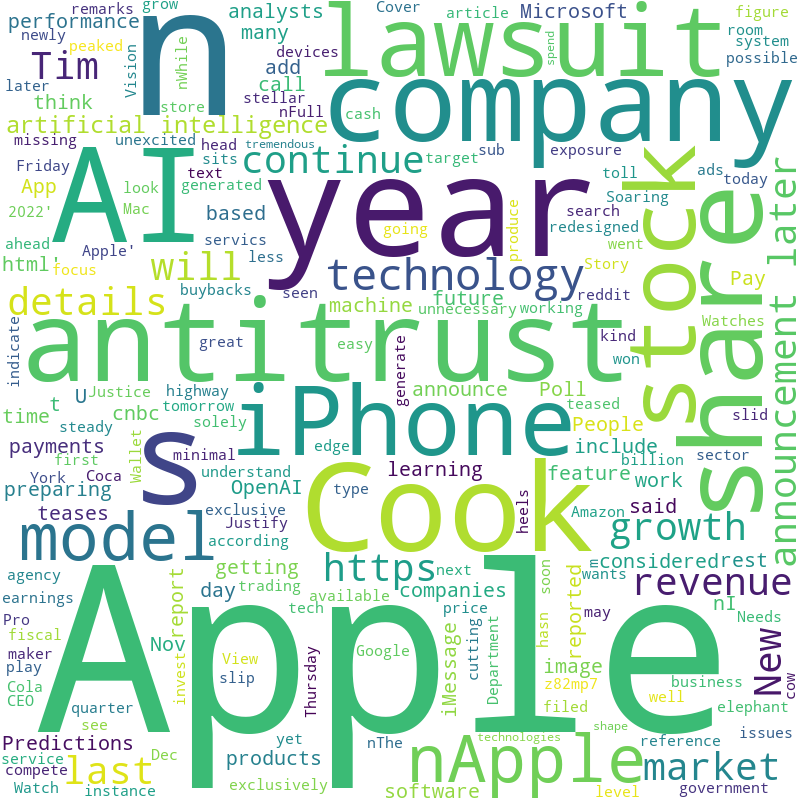 remarks grow analysts Cover article figure
performance many Microsoft room
newly peaked Vision nWhile n lawsuit spend system
Tim devices add possible
later store stellar call company
think nFull cash
artificial intelligence tremendous
missing unexcited head continue target sub exposure toll ads today
Friday sits text
App look generated AI year search Soaring stock share announcement later
2022' Mac based going produce redesigned
ahead Apple' servics went
html' will less technology Story
focus buybacks seen reddit Pay
details machine future unnecessary working Watches
indicate antitrust great easy kind won slid
Justice highway generate announce Poll teased
U t tomorrow
time cnbc solely iPhone People
steady s edge include sector
payments Wallet minimal
York first Coca understand learning feature billion
preparing OpenAI type work said
teases exclusive Cook heels Amazon
model Justify growth
according
agency getting https next consideredrest m
day trading available companies soon wants revenue
earnings report tech price hasn reported may nI Needs
Pro Nov iMessage cutting New
fiscal invest View Google Department image
maker Apple
play slip Thursday z82mp7 business cow
Cola well elephant
CEO quarter filed
see yet shape reference issues
Predictions nThe technologies
service Dec products nApple market
compete last
Watch instance exclusively software level government